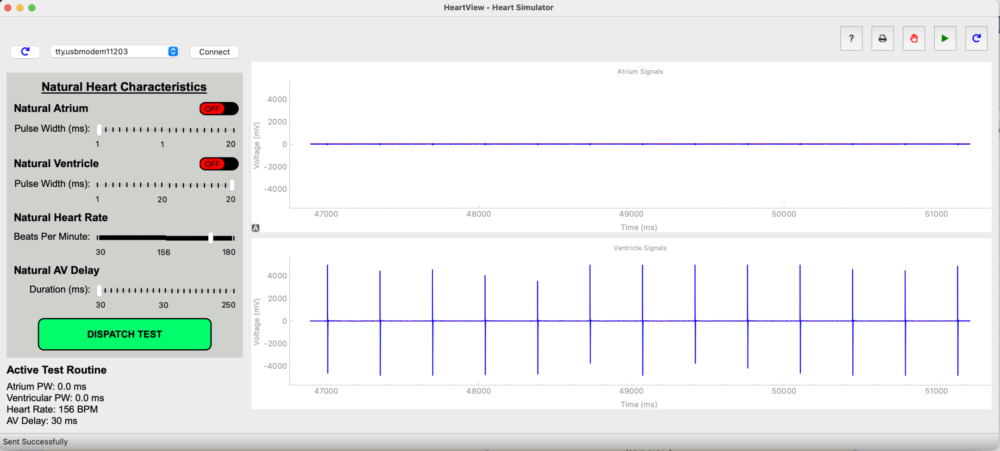 HeartView - Heart Simulator
?
tty.usbmodem11203
Connect
Natural Heart Characteristics
Natural Atrium
OFF
Pulse Width (ms):
1 1 20
Natural Ventricle
OFF
Pulse Width (ms):
1 20 20
Natural Heart Rate
Beats Per Minute:
30 156 180
Natural AV Delay
Duration (ms):
30 30 250
DISPATCH TEST
Active Test Routine
Atrium PW: 0.0 ms
Ventricular PW: 0.0 ms
Heart Rate: 156 BPM
AV Delay: 30 ms
Atrium Signals
Voltage (mV)
4000
2000
0
-2000
-4000
47000 48000 49000 50000 51000
Time (ms)
A
Ventricle Signals
Voltage (mV)
4000
2000
0
-2000
-4000
47000 48000 49000 50000 51000
Time (ms)
Sent Successfully